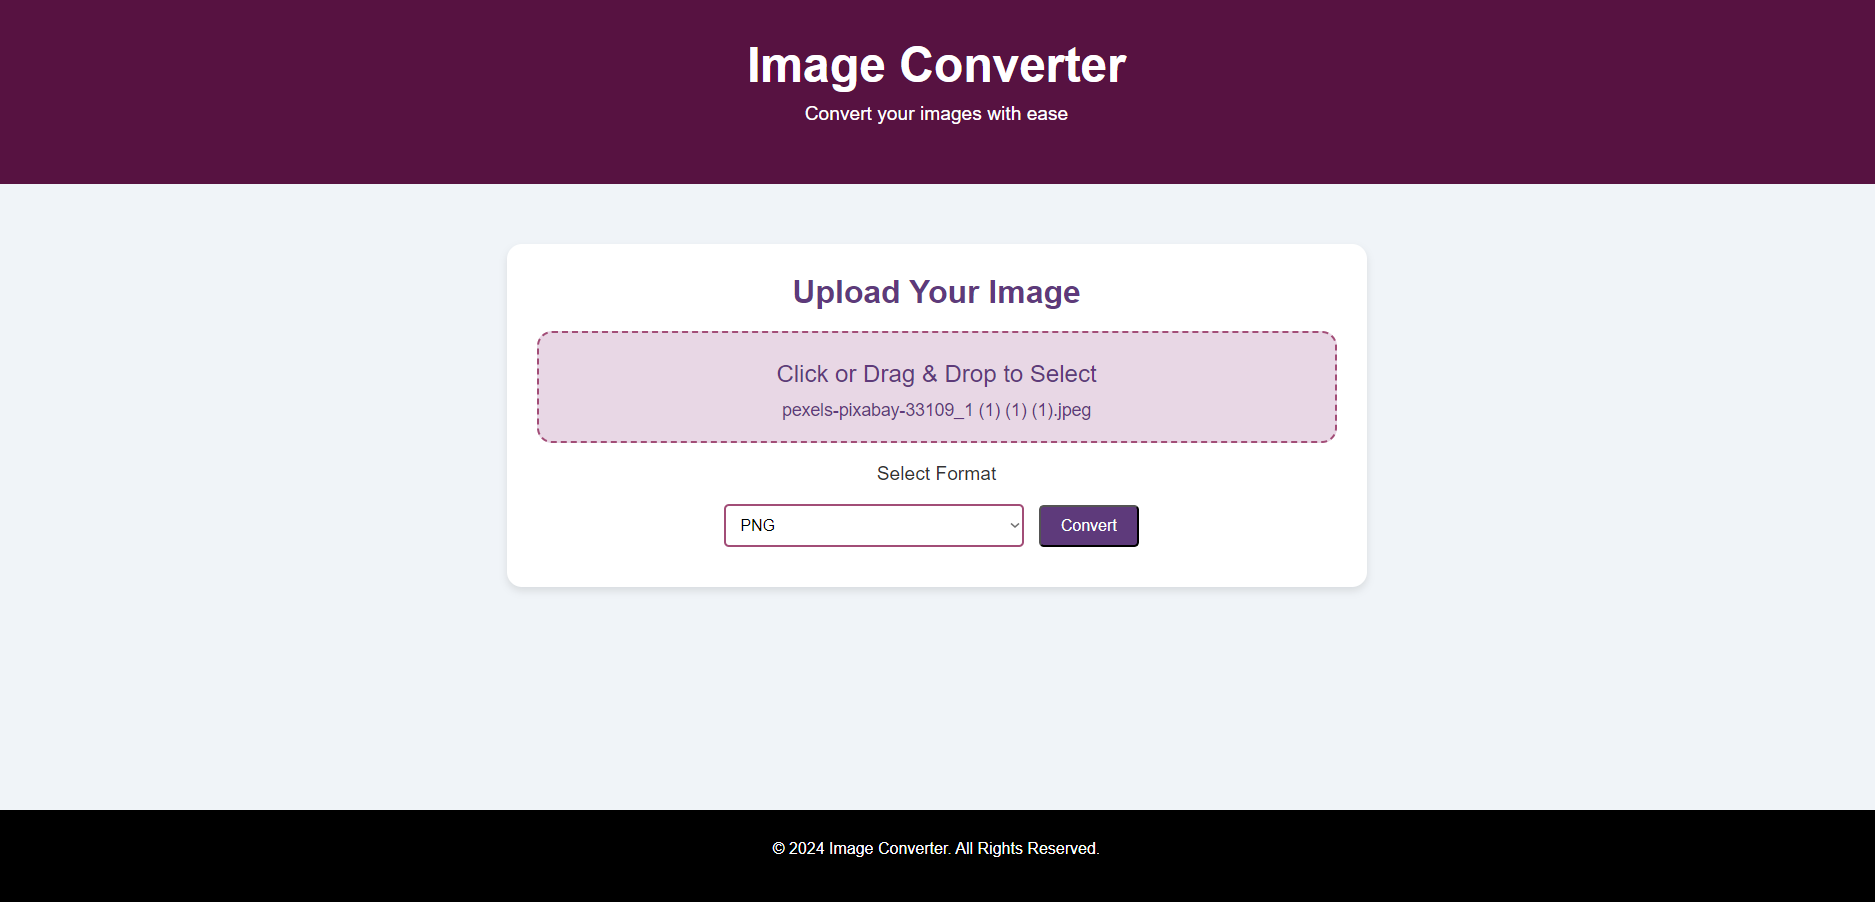 Image Converter
Convert your images with ease
Upload Your Image
Click or Drag & Drop to Select
pexels-pixabay-33109_1 (1) (1) (1).jpeg
Select Format
PNG
Convert
© 2024 Image Converter. All Rights Reserved.